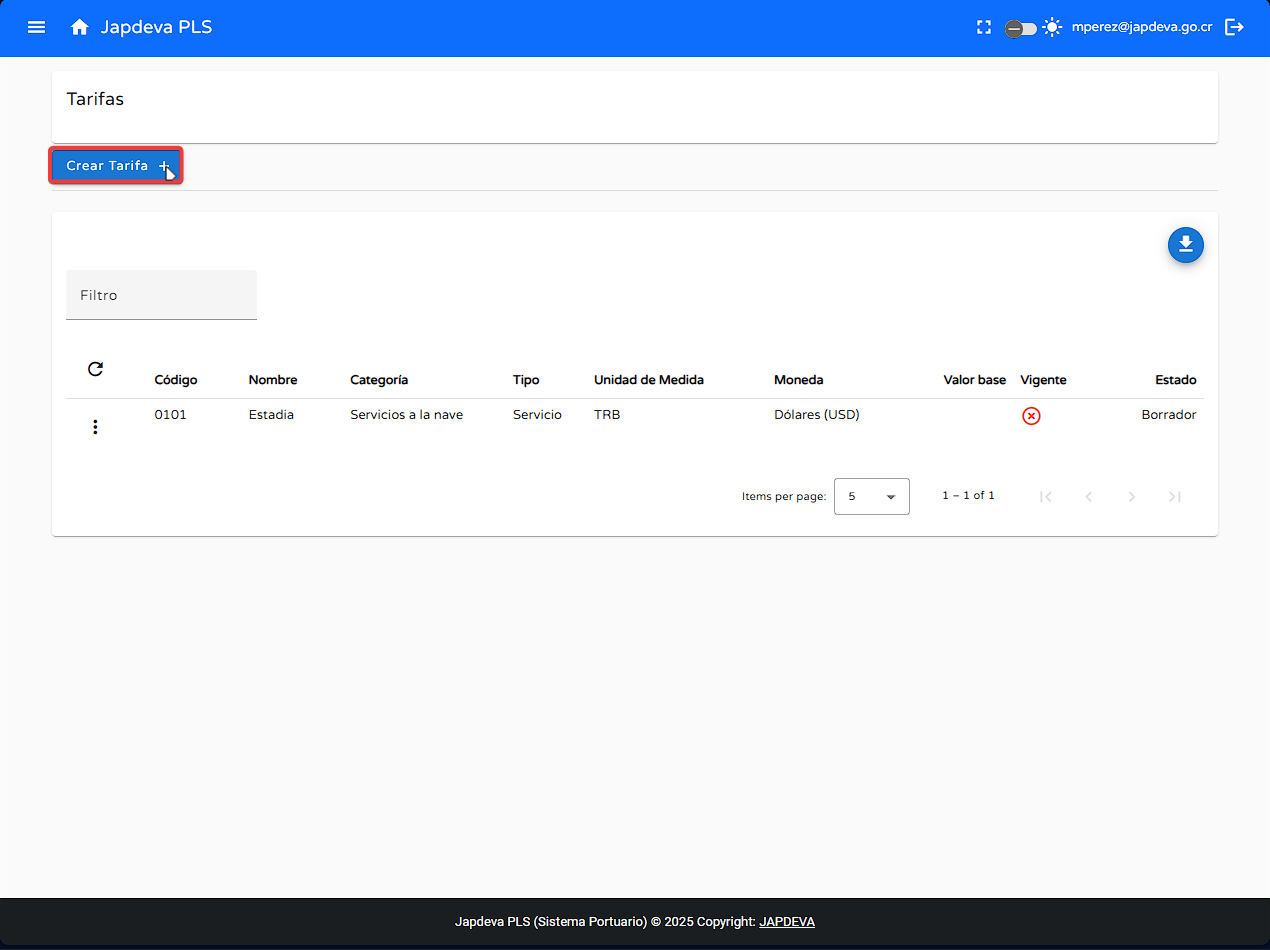 Japdeva PLS
mperez@japdeva.go.cr
Tarifas
Crear Tarifa +
Filtro
Código Nombre Categoría Tipo Unidad de Medida Moneda Valor base Vigente Estado
0101 Estadia Servicios a la nave Servicio TRB Dólares (USD) Borrador
Items per page: 5 1 – 1 of 1
Japdeva PLS (Sistema Portuario) © 2025 Copyright: JAPDEVA